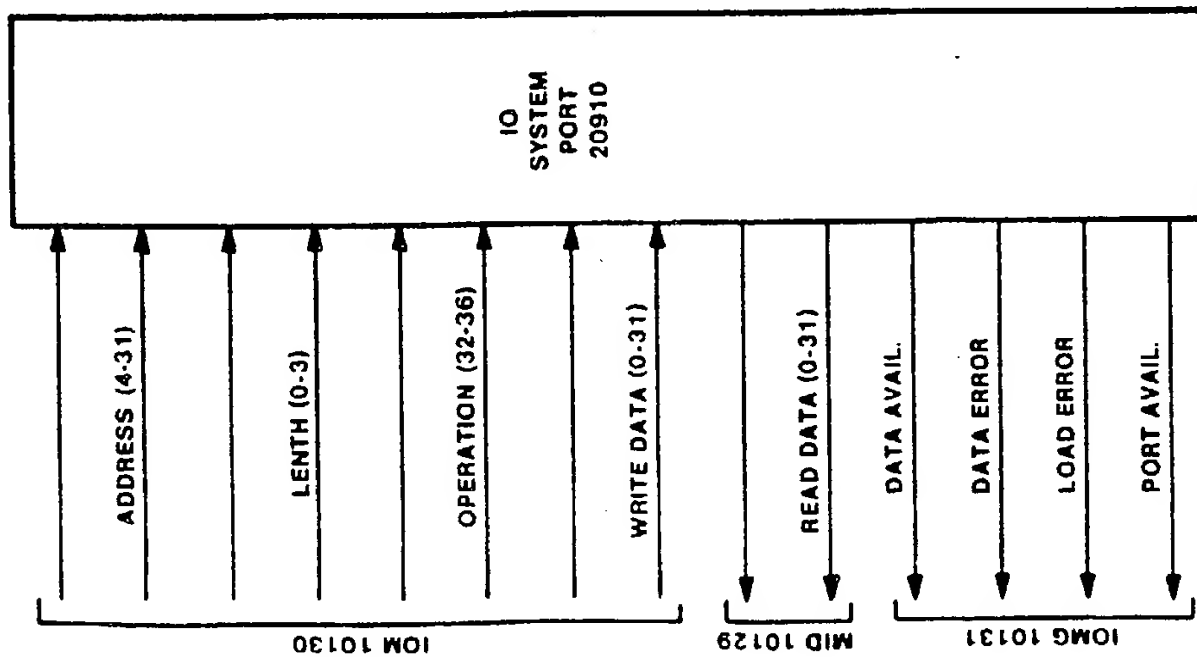 IO
SYSTEM
PORT
20910
ADDRESS (4-31)
LENTH (0-3)
OPERATION (32-36)
WRITE DATA (0-31)
READ DATA (0-31)
DATA AVAIL.
DATA ERROR
LOAD ERROR
PORT AVAIL.
IOM 10130
MID 10129
IOMG 10131